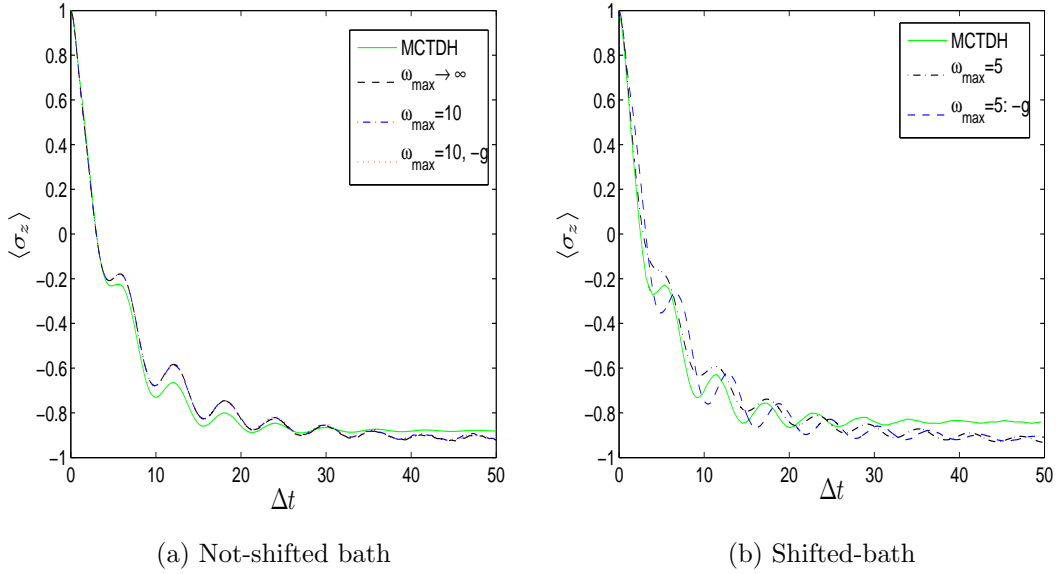 1
0.8
0.6
0.4
0.2
0
−0.2
−0.4
−0.6
−0.8
−1
⟨σz⟩
0 10 20 30 40 50
Δt
MCTDH
ωmax→ ∞
ωmax=10
ωmax=10, −g
(a) Not-shifted bath
1
0.8
0.6
0.4
0.2
0
−0.2
−0.4
−0.6
−0.8
−1
⟨σz⟩
0 10 20 30 40 50
Δt
MCTDH
ωmax=5
ωmax=5: −g
(b) Shifted-bath